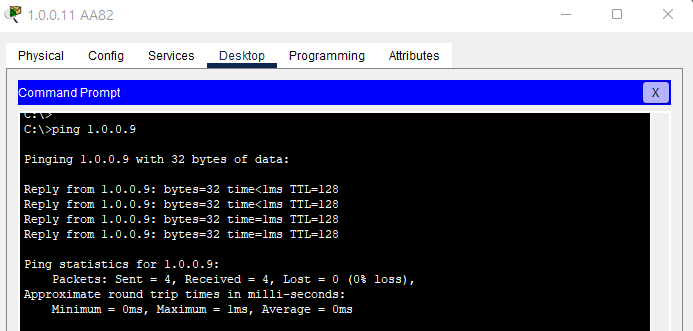 1.0.0.11 AA82
Physical Config Services Desktop Programming Attributes
Command Prompt X
C:\>
C:\>ping 1.0.0.9
Pinging 1.0.0.9 with 32 bytes of data:
Reply from 1.0.0.9: bytes=32 time<1ms TTL=128
Reply from 1.0.0.9: bytes=32 time<1ms TTL=128
Reply from 1.0.0.9: bytes=32 time=1ms TTL=128
Reply from 1.0.0.9: bytes=32 time<1ms TTL=128
Ping statistics for 1.0.0.9:
Packets: Sent = 4, Received = 4, Lost = 0 (0% loss),
Approximate round trip times in milli-seconds:
Minimum = 0ms, Maximum = 1ms, Average = 0ms